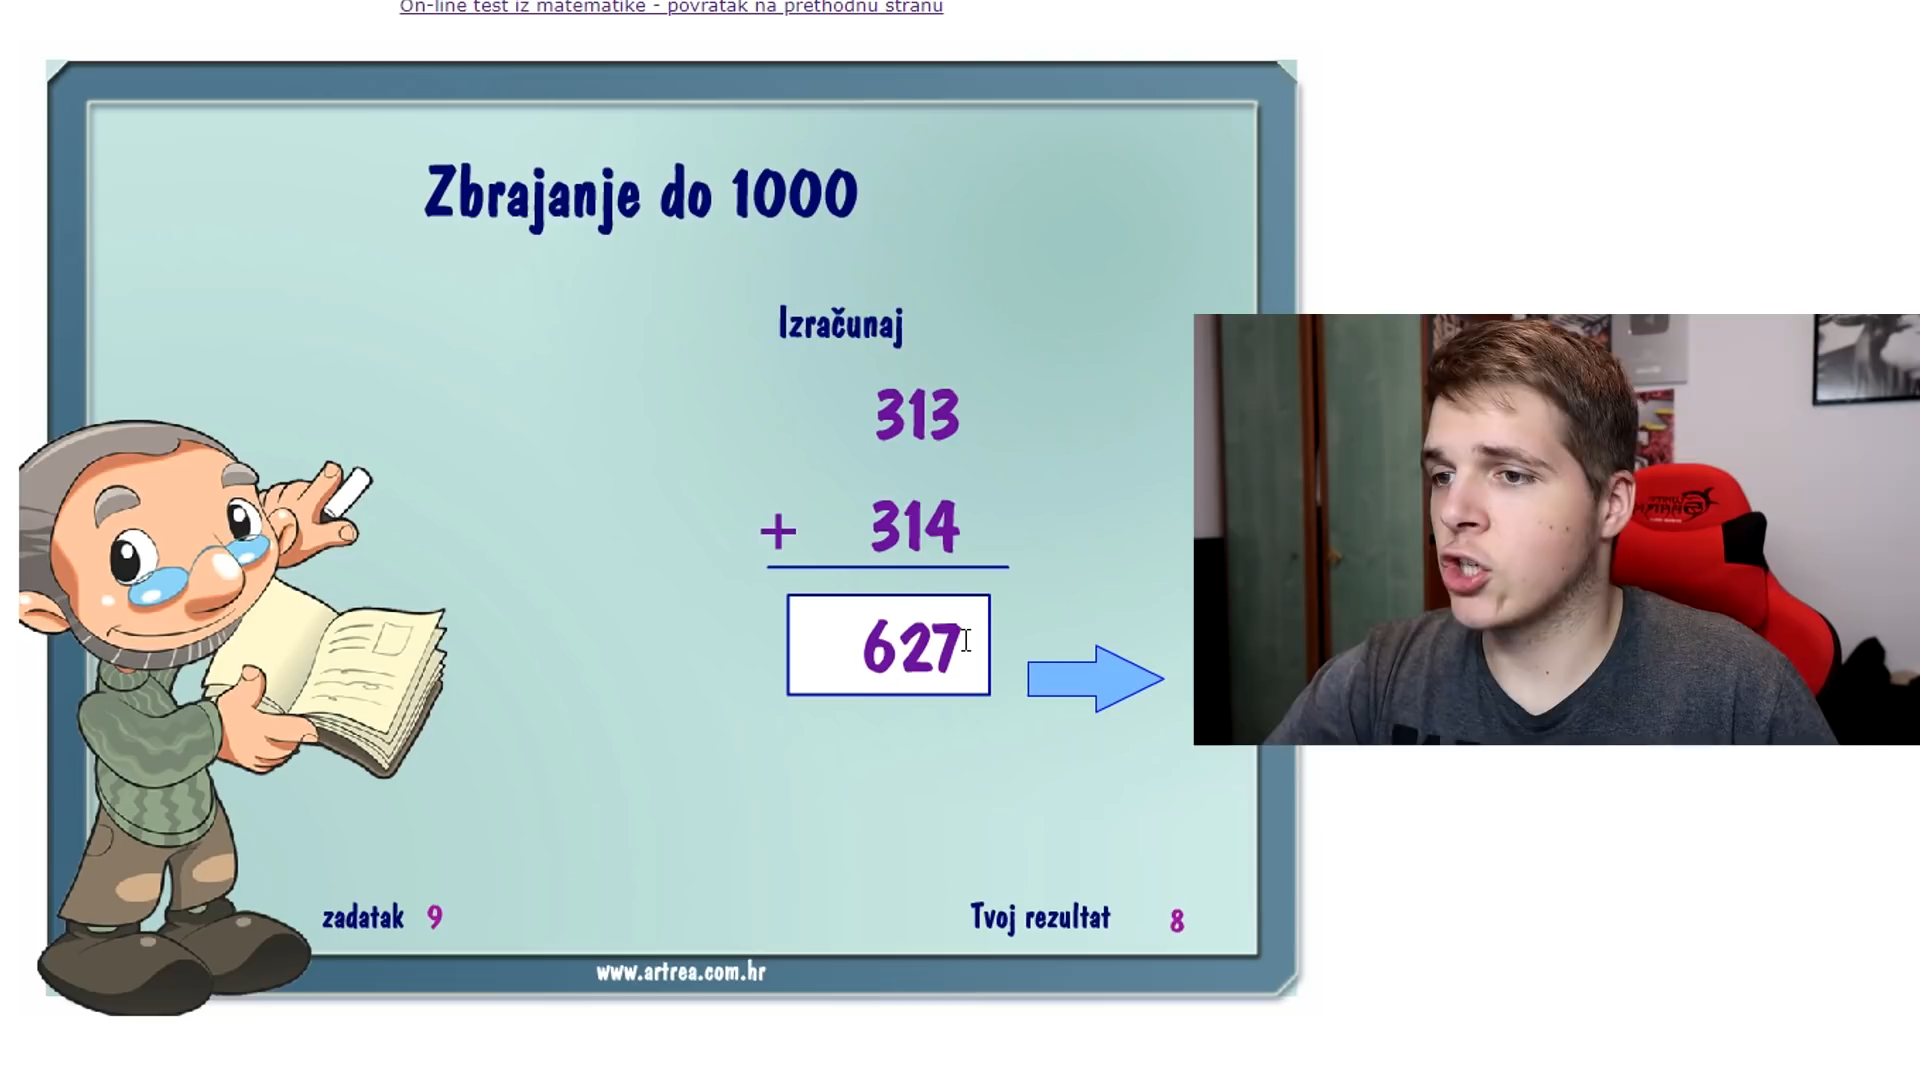 On-line test iz matematike - povratak na prethodnu stranu
Zbrajanje do 1000
Izračunaj
313
+ 314
627
zadatak 9
Tvoj rezultat 8
www.artrea.com.hr